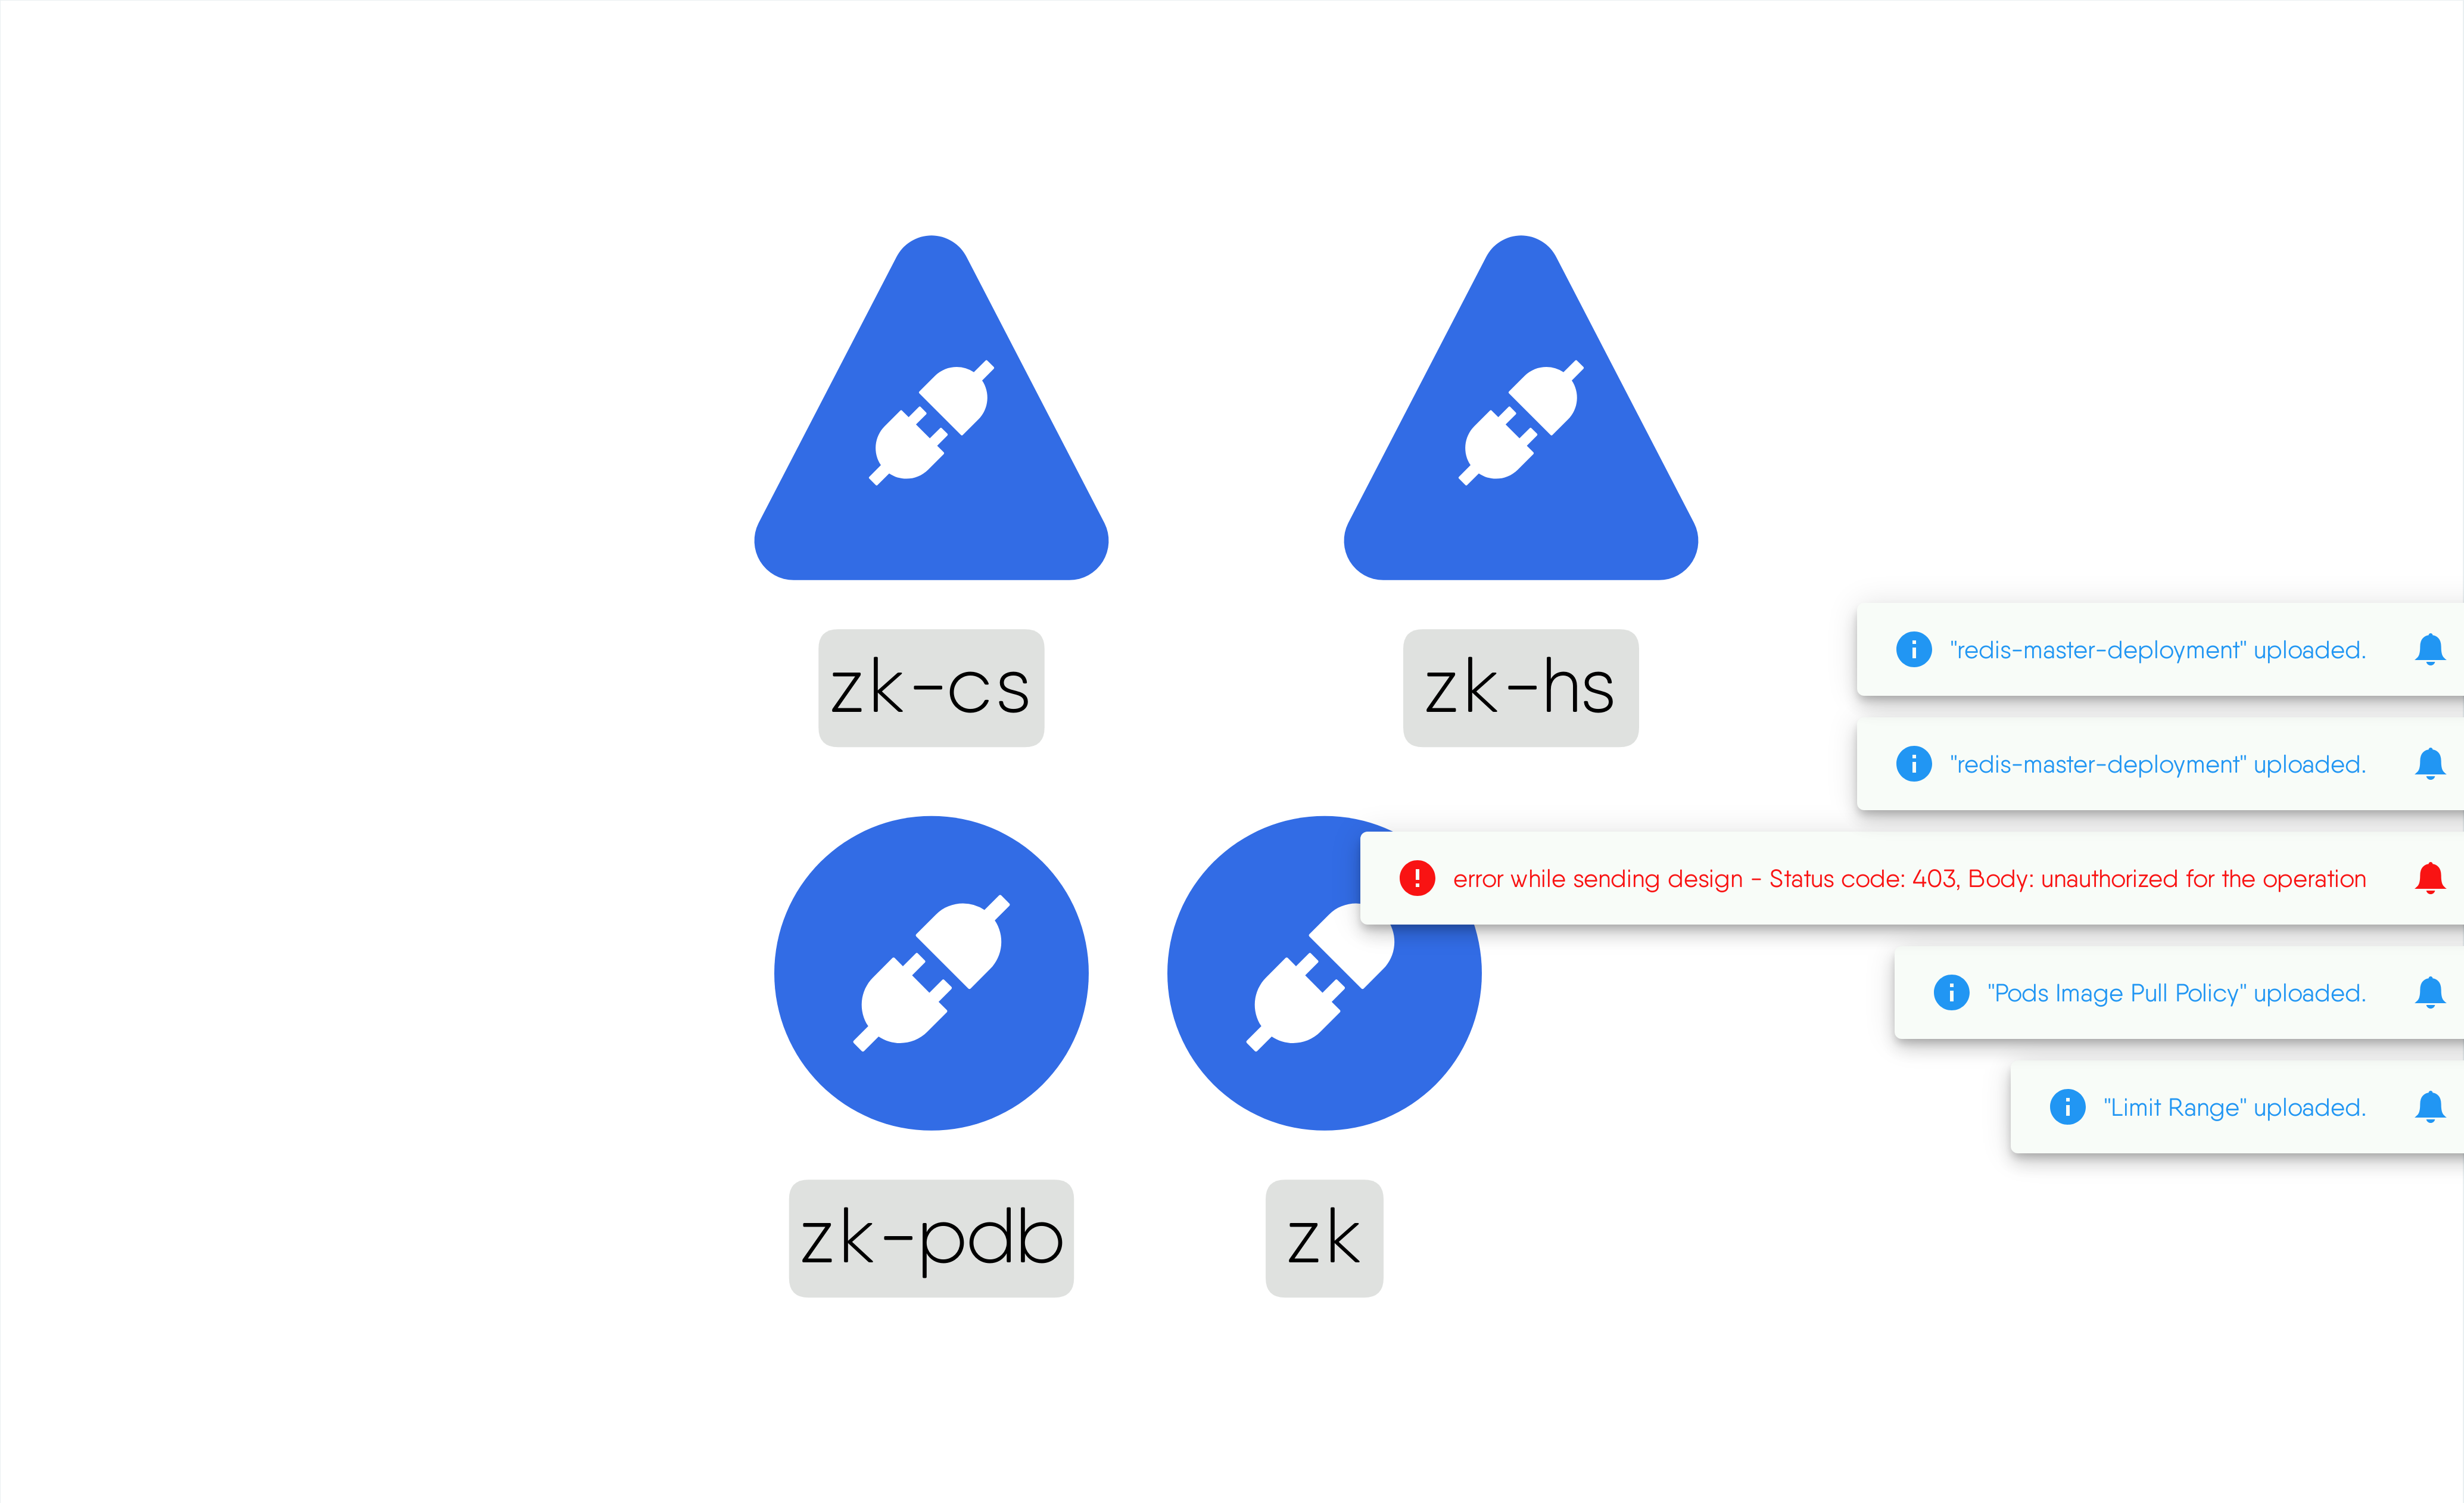 zk-cs
zk-hs
"redis-master-deployment" uploaded.
"redis-master-deployment" uploaded.
error while sending design - Status code: 403, Body: unauthorized for the operation
"Pods Image Pull Policy" uploaded.
"Limit Range" uploaded.
zk-pdb
zk